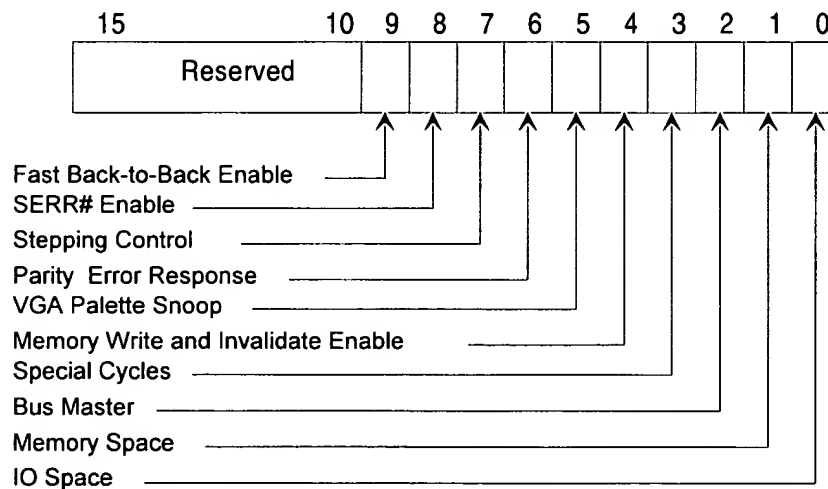 15 10 9 8 7 6 5 4 3 2 1 0
Reserved
Fast Back-to-Back Enable
SERR# Enable
Stepping Control
Parity Error Response
VGA Palette Snoop
Memory Write and Invalidate Enable
Special Cycles
Bus Master
Memory Space
IO Space